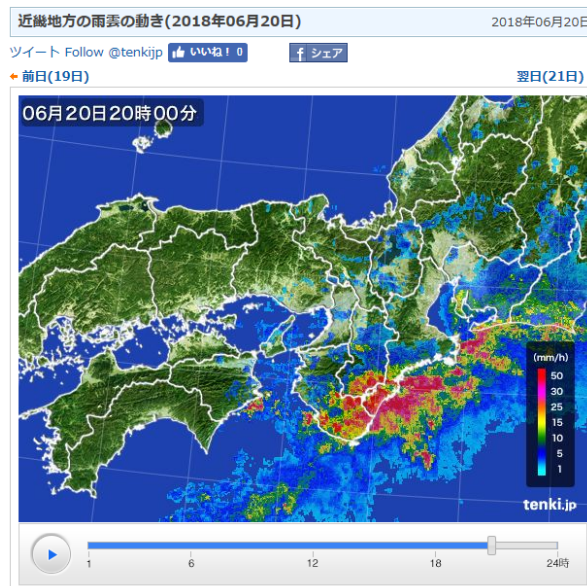 近畿地方の雨雲の動き(2018年06月20日)
2018年06月20日
ツイート Follow @tenkijp いいね！ 0 シェア
前日(19日)
翌日(21日)
06月20日20時00分
(mm/h)
50
30
25
15
10
5
1
tenki.jp
1 6 12 18 24時